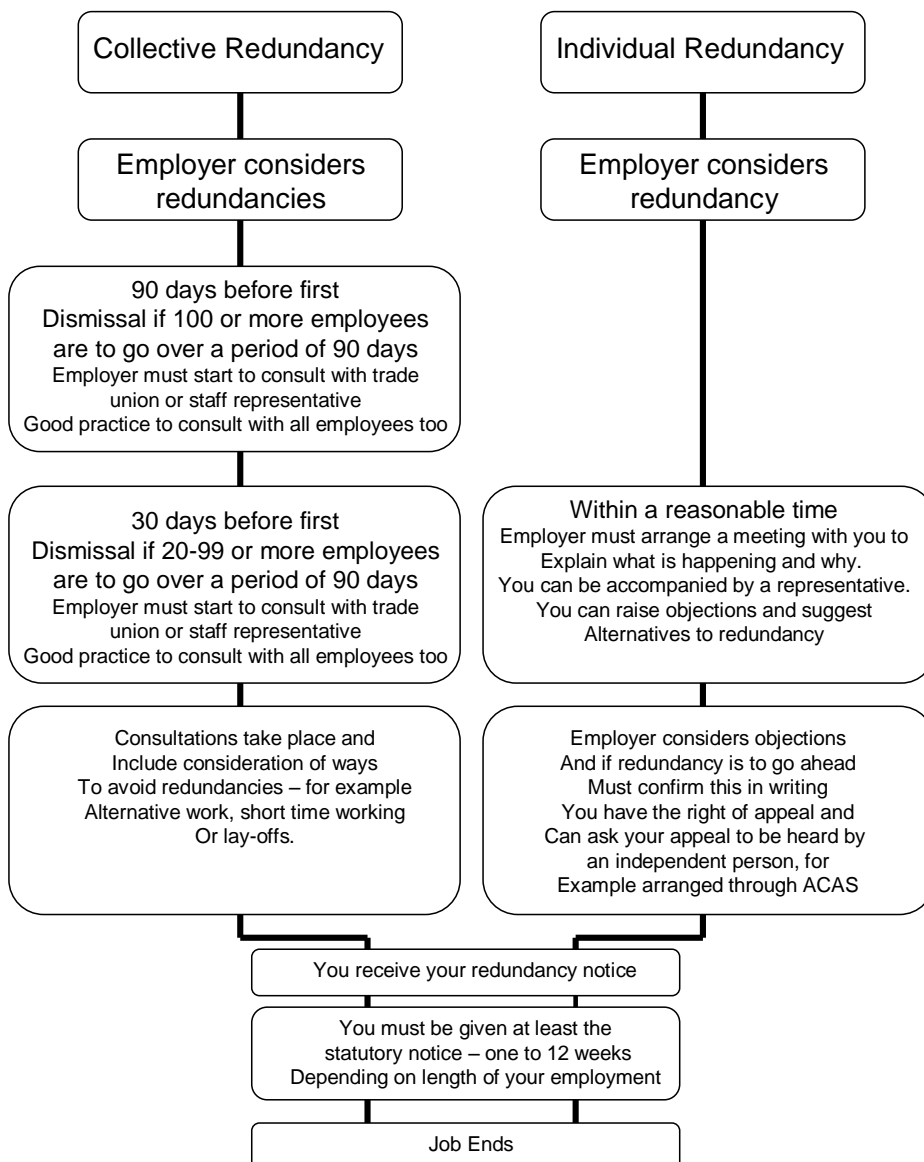 Collective Redundancy
Employer considers
redundancies
90 days before first
Dismissal if 100 or more employees
are to go over a period of 90 days
Employer must start to consult with trade
union or staff representative
Good practice to consult with all employees too
30 days before first
Dismissal if 20-99 or more employees
are to go over a period of 90 days
Employer must start to consult with trade
union or staff representative
Good practice to consult with all employees too
Consultations take place and
Include consideration of ways
To avoid redundancies – for example
Alternative work, short time working
Or lay-offs.
Individual Redundancy
Employer considers
redundancy
Within a reasonable time
Employer must arrange a meeting with you to
Explain what is happening and why.
You can be accompanied by a representative.
You can raise objections and suggest
Alternatives to redundancy
Employer considers objections
And if redundancy is to go ahead
Must confirm this in writing
You have the right of appeal and
Can ask your appeal to be heard by
an independent person, for
Example arranged through ACAS
You receive your redundancy notice
You must be given at least the
statutory notice – one to 12 weeks
Depending on length of your employment
Job Ends